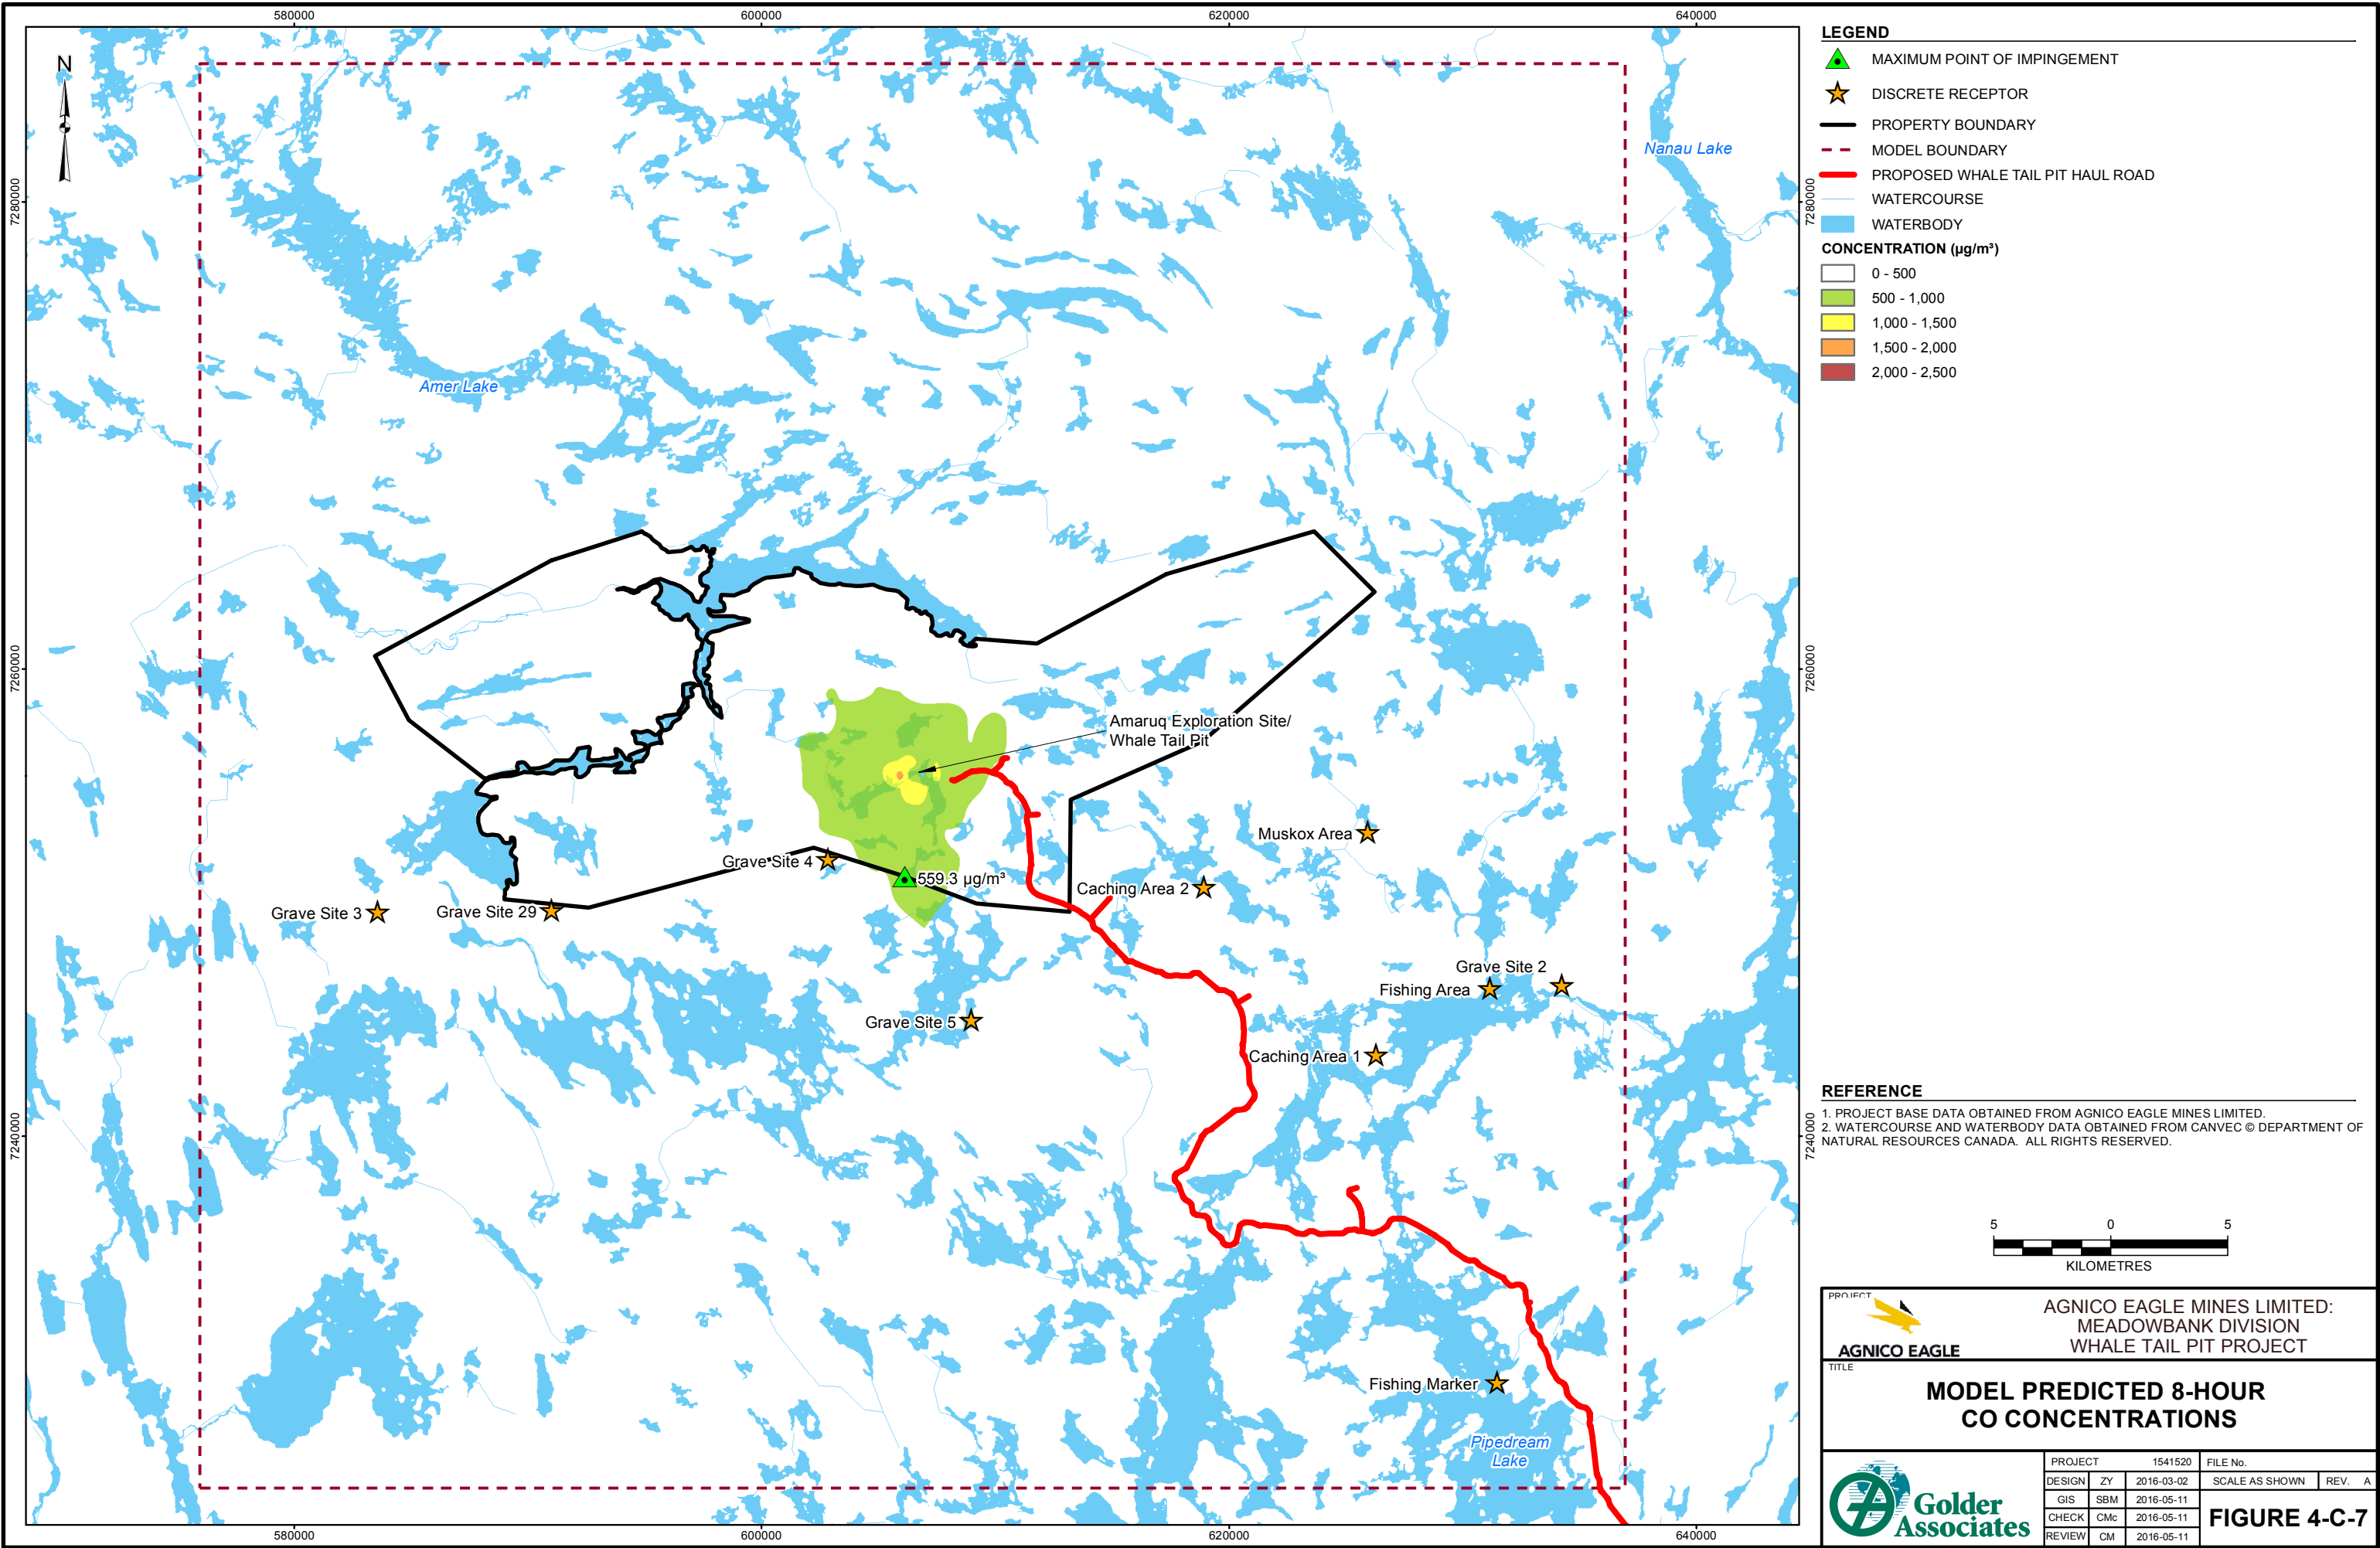 580000
600000
620000
640000
N
7280000
7260000
7240000
7280000
7260000
7240000
Nanau Lake
Amer Lake
Amaruq Exploration Site/
Whale Tail Pit
Muskox Area
Grave Site 4
559.3 µg/m³
Caching Area 2
Grave Site 3
Grave Site 29
Grave Site 2
Fishing Area
Grave Site 5
Caching Area 1
Fishing Marker
Pipedream
Lake
580000
600000
620000
640000
LEGEND
MAXIMUM POINT OF IMPINGEMENT
DISCRETE RECEPTOR
PROPERTY BOUNDARY
MODEL BOUNDARY
PROPOSED WHALE TAIL PIT HAUL ROAD
WATERCOURSE
WATERBODY
CONCENTRATION (µg/m³)
0 - 500
500 - 1,000
1,000 - 1,500
1,500 - 2,000
2,000 - 2,500
REFERENCE
1. PROJECT BASE DATA OBTAINED FROM AGNICO EAGLE MINES LIMITED.
2. WATERCOURSE AND WATERBODY DATA OBTAINED FROM CANVEC © DEPARTMENT OF
NATURAL RESOURCES CANADA. ALL RIGHTS RESERVED.
5 0 5
KILOMETRES
PROJECT
AGNICO EAGLE
AGNICO EAGLE MINES LIMITED:
MEADOWBANK DIVISION
WHALE TAIL PIT PROJECT
TITLE
MODEL PREDICTED 8-HOUR
CO CONCENTRATIONS
Golder
Associates
PROJECT 1541520 FILE No.
DESIGN ZY 2016-03-02 SCALE AS SHOWN REV. A
GIS SBM 2016-05-11
CHECK CMc 2016-05-11
REVIEW CM 2016-05-11
FIGURE 4-C-7